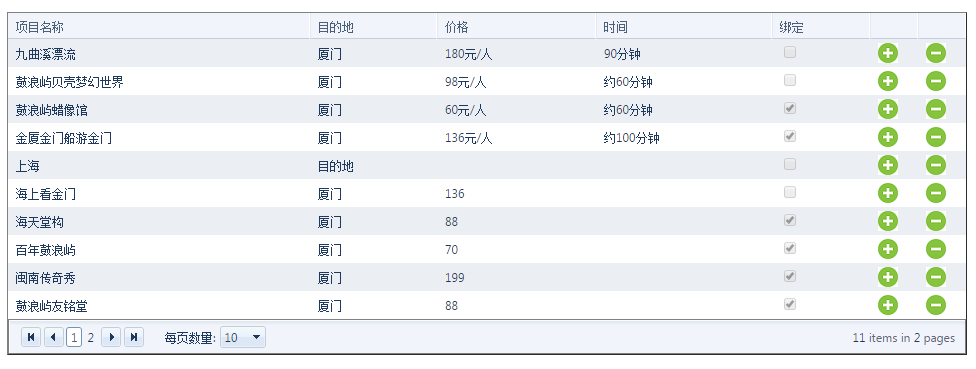 项目名称 目的地 价格 时间 绑定
九曲溪漂流 厦门 180元/人 90分钟
鼓浪屿贝壳梦幻世界 厦门 98元/人 约60分钟
鼓浪屿蜡像馆 厦门 60元/人 约60分钟
金厦金门船游金门 厦门 136元/人 约100分钟
上海 目的地
海上看金门 厦门 136
海天堂构 厦门 88
百年鼓浪屿 厦门 70
闽南传奇秀 厦门 199
鼓浪屿友铭堂 厦门 88
1 2 每页数量: 10 11 items in 2 pages